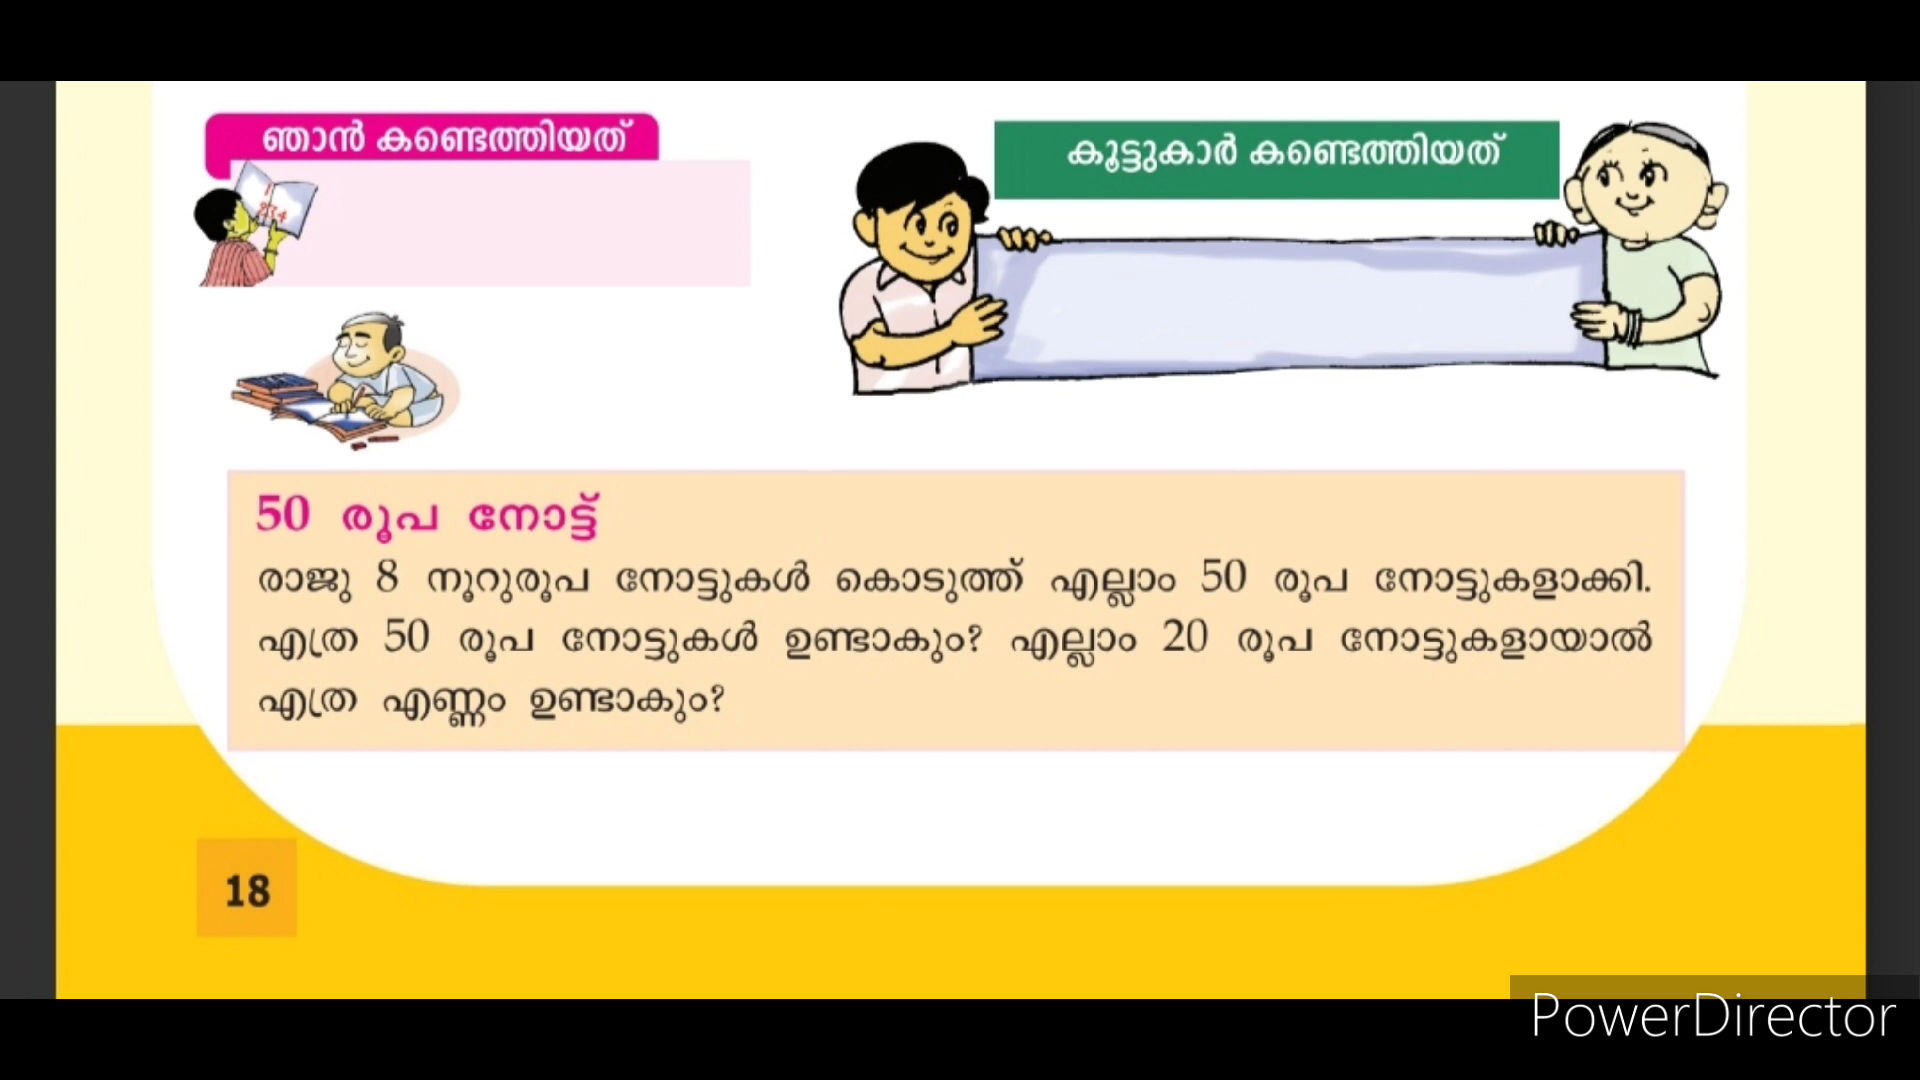 ഞാൻ കണ്ടെത്തിയത്
കൂട്ടുകാർ കണ്ടെത്തിയത്
50 രൂപ നോട്ട്
രാജു 8 നൂറുരൂപ നോട്ടുകൾ കൊടുത്ത് എല്ലാം 50 രൂപ നോട്ടുകളാക്കി.
എത്ര 50 രൂപ നോട്ടുകൾ ഉണ്ടാകും? എല്ലാം 20 രൂപ നോട്ടുകളായാൽ
എത്ര എണ്ണം ഉണ്ടാകും?
18
PowerDirector